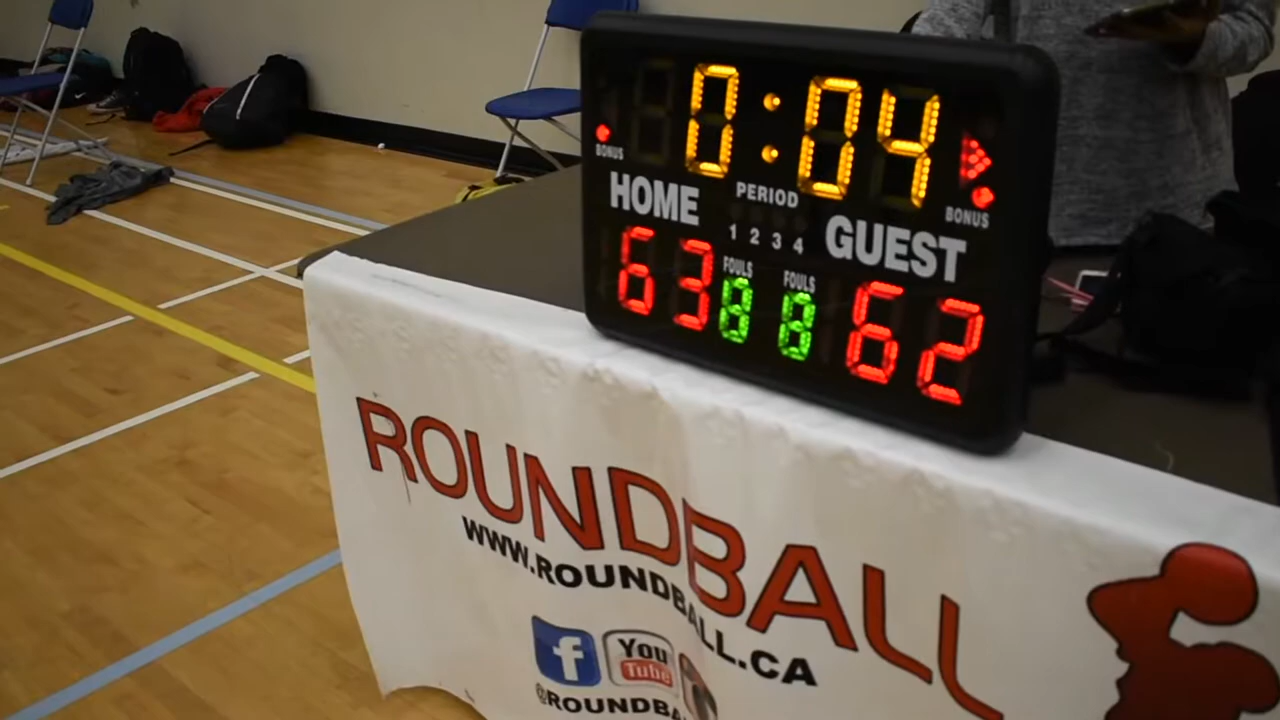 0:04
BONUS
PERIOD
BONUS
HOME
1 2 3 4
GUEST
FOULS
FOULS
63
8
8
62
ROUNDBALL
WWW.ROUNDBALL.CA
f
You
Tube